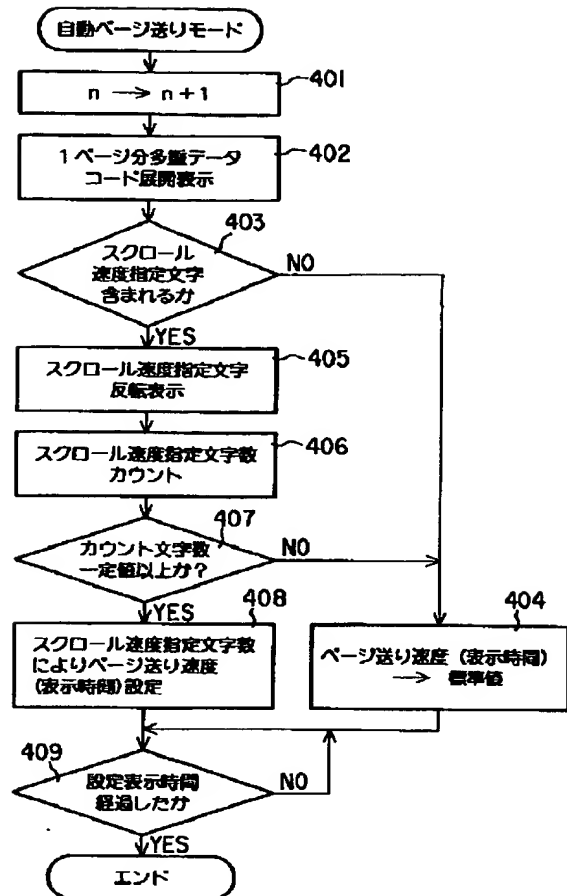 自動ページ送りモード
n → n+1
401
1ページ分多重データ
コード展開表示
402
403
スクロール
速度指定文字
含まれるか
NO
YES
スクロール速度指定文字
反転表示
405
スクロール速度指定文字数
カウント
406
407
カウント文字数
一定値以上か?
NO
YES
408
スクロール速度指定文字数
によりページ送り速度
(表示時間)設定
404
ページ送り速度(表示時間)
→ 標準値
409
設定表示時間
経過したか
NO
YES
エンド